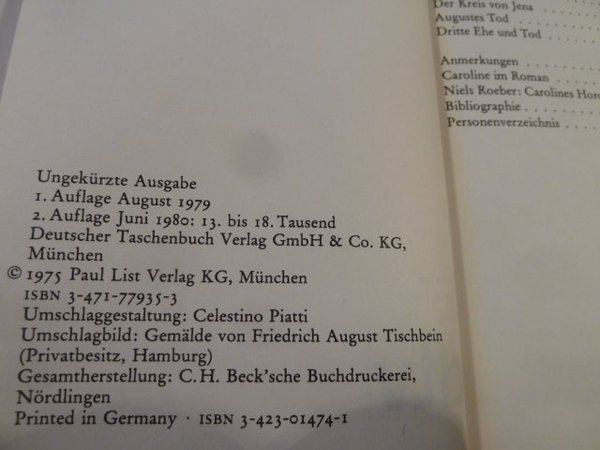 Ungekürzte Ausgabe
1. Auflage August 1979
2. Auflage Juni 1980: 13. bis 18. Tausend
Deutscher Taschenbuch Verlag GmbH & Co. KG,
München
© 1975 Paul List Verlag KG, München
ISBN 3-471-77935-3
Umschlaggestaltung: Celestino Piatti
Umschlagbild: Gemälde von Friedrich August Tischbein
(Privatbesitz, Hamburg)
Gesamtherstellung: C. H. Beck'sche Buchdruckerei,
Nördlingen
Printed in Germany · ISBN 3-423-01474-1
Der Kreis von Jena . . . . . .
Augustes Tod . . . . . . . .
Dritte Ehe und Tod . . . . .
Anmerkungen . . . . . . . .
Caroline im Roman . . . . .
Niels Roeber: Carolines
Bibliographie . . . . . . . .
Personenverzeichnis . . . .